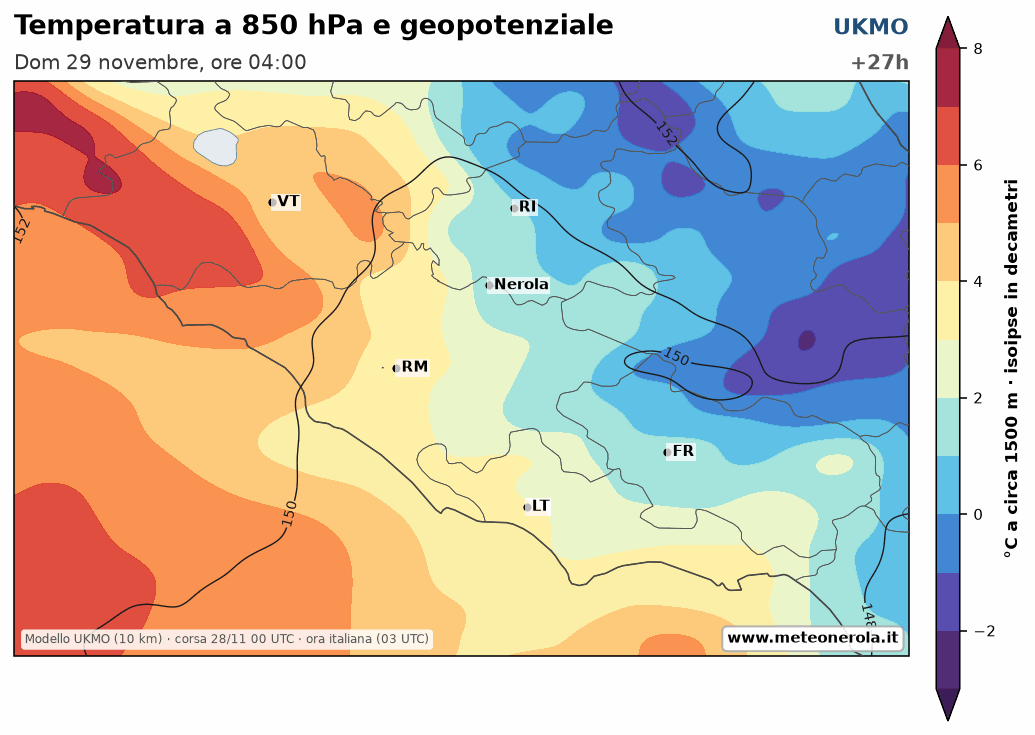 Temperatura a 850 hPa e geopotenziale
UKMO
Dom 29 novembre, ore 04:00
+27h
152
152
VT
RI
Nerola
150
RM
FR
LT
150
148
Modello UKMO (10 km) · corsa 28/11 00 UTC · ora italiana (03 UTC)
www.meteonerola.it
8
6
4
2
0
−2
°C a circa 1500 m · isoipse in decametri